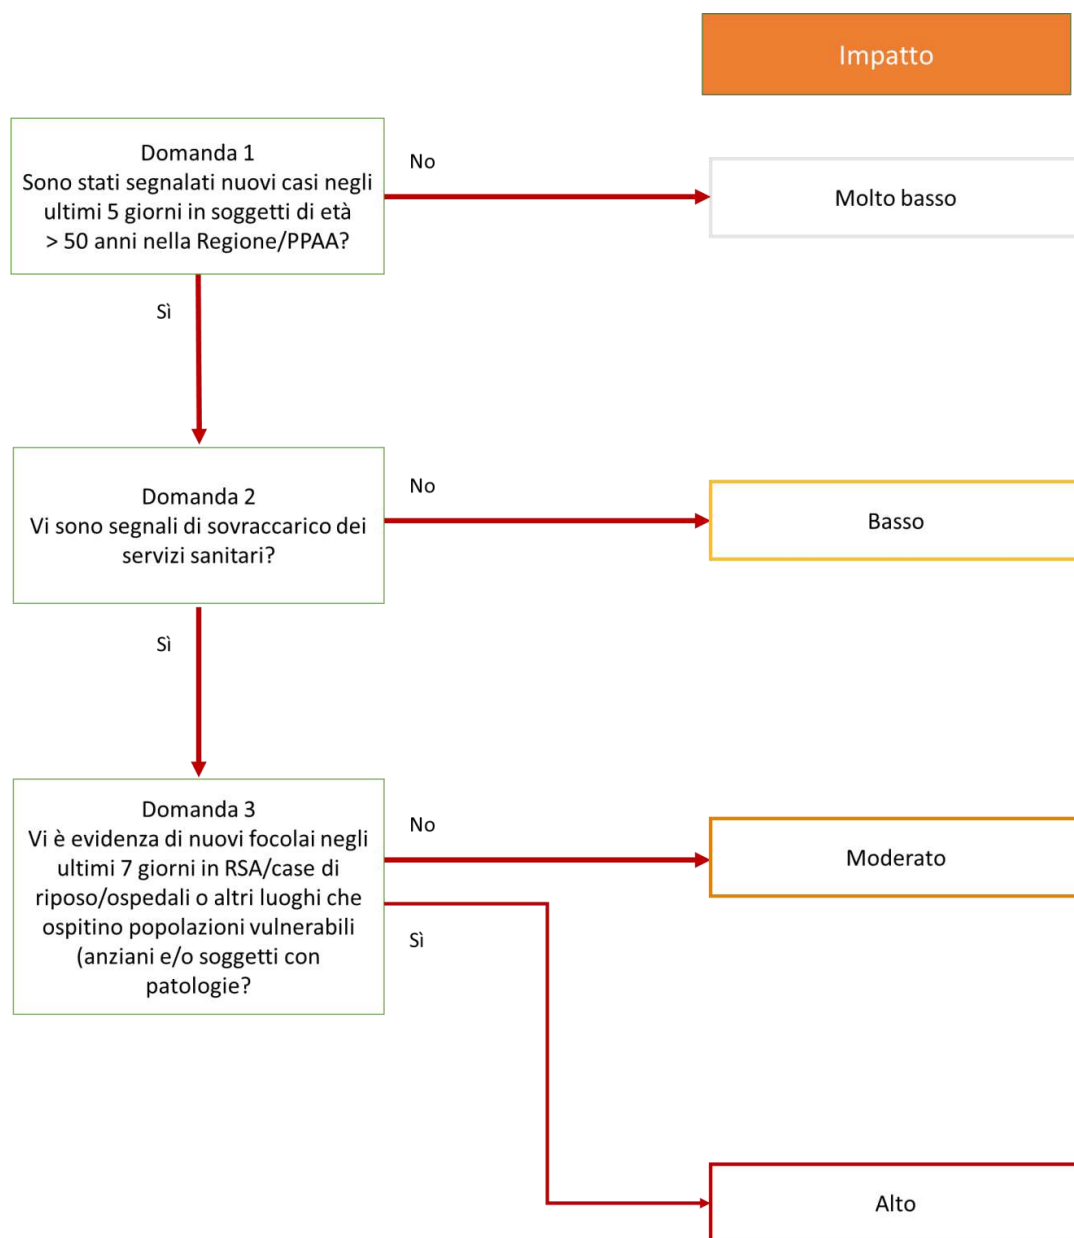 Impatto
Domanda 1
Sono stati segnalati nuovi casi negli
ultimi 5 giorni in soggetti di età
> 50 anni nella Regione/PPAA?
No
Molto basso
Sì
Domanda 2
Vi sono segnali di sovraccarico dei
servizi sanitari?
No
Basso
Sì
Domanda 3
Vi è evidenza di nuovi focolai negli
ultimi 7 giorni in RSA/case di
riposo/ospedali o altri luoghi che
ospitino popolazioni vulnerabili
(anziani e/o soggetti con
patologie?
No
Moderato
Sì
Alto